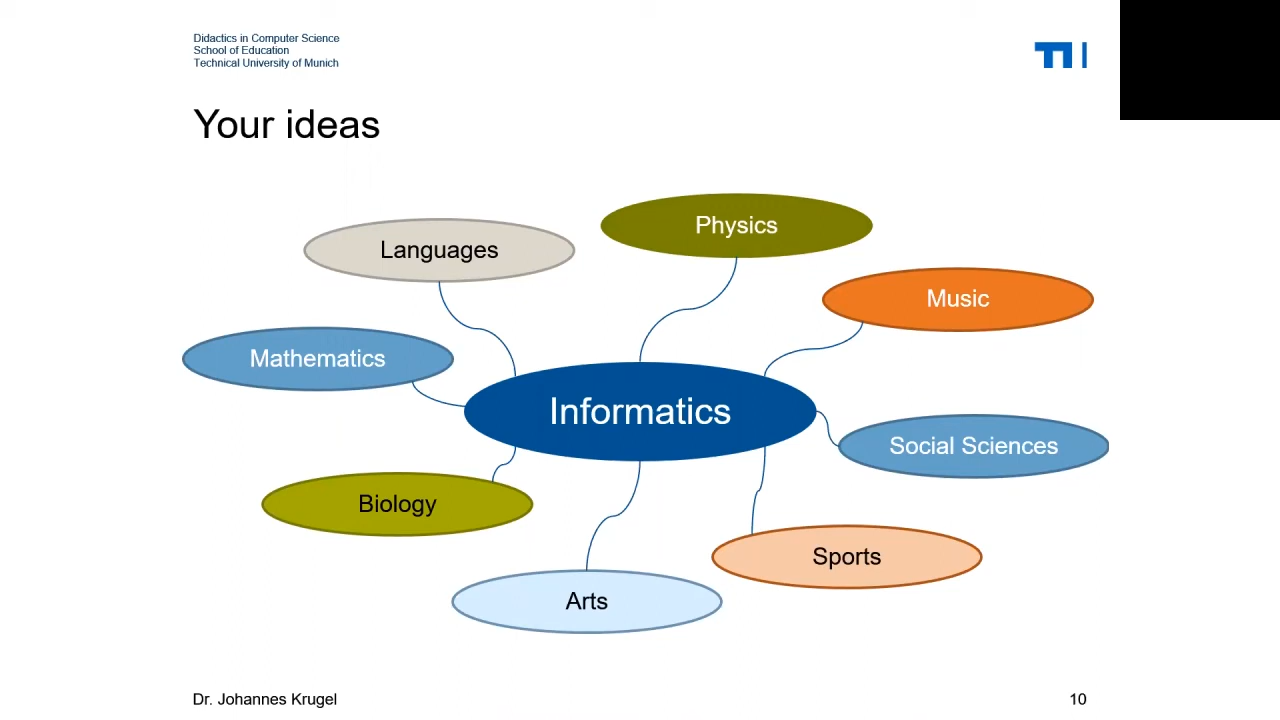 Didactics in Computer Science
School of Education
Technical University of Munich
Your ideas
Physics
Languages
Music
Mathematics
Informatics
Social Sciences
Biology
Sports
Arts
Dr. Johannes Krugel
10